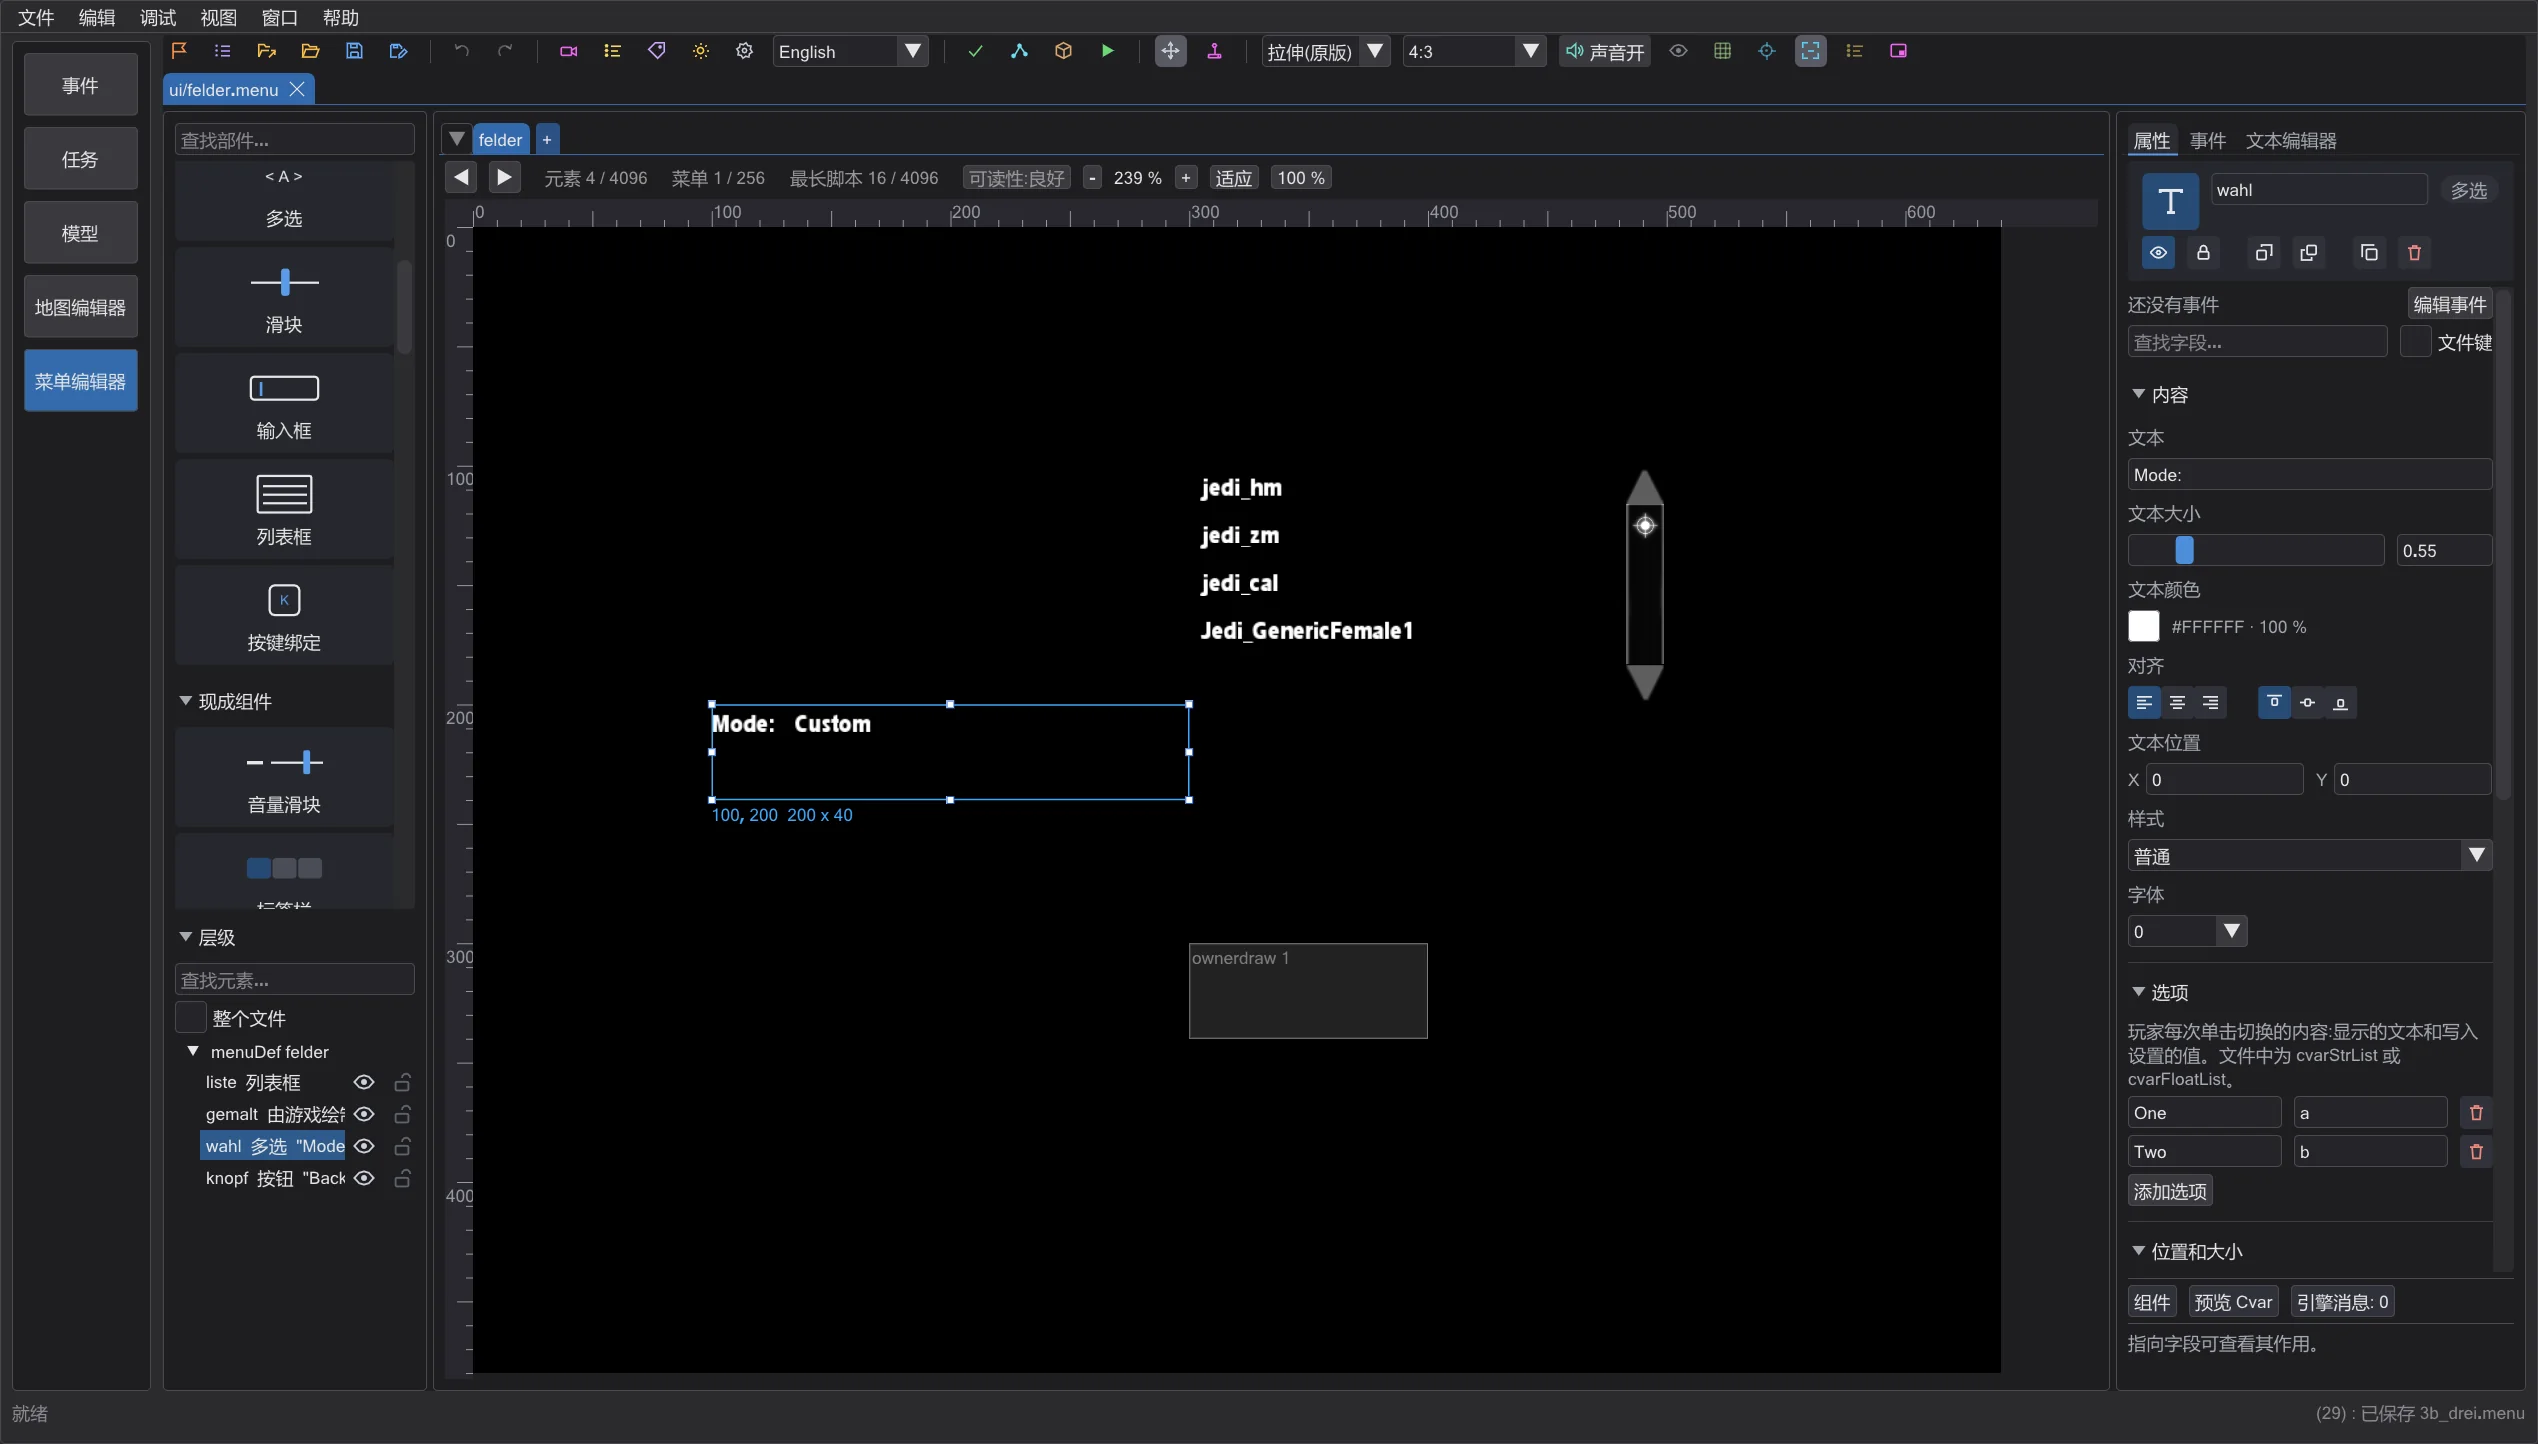 文件 编辑 调试 视图 窗口 帮助
English
拉伸(原版)
4:3
声音开
事件
任务
模型
地图编辑器
菜单编辑器
ui/felder.menu
查找部件...
< A >
多选
滑块
输入框
列表框
K
按键绑定
现成组件
音量滑块
层级
查找元素...
整个文件
menuDef felder
liste 列表框
gemalt 由游戏绘
wahl 多选 "Mode
knopf 按钮 "Back
felder +
元素 4 / 4096 菜单 1 / 256 最长脚本 16 / 4096 可读性:良好 - 239 % + 适应 100 %
0 100 200 300 400 500 600
0
100
200
300
400
jedi_hm
jedi_zm
jedi_cal
Jedi_GenericFemale1
Mode: Custom
100, 200 200 x 40
ownerdraw 1
属性 事件 文本编辑器
T
wahl
多选
还没有事件
编辑事件
查找字段...
文件键
内容
文本
Mode:
文本大小
0.55
文本颜色
#FFFFFF · 100 %
对齐
文本位置
X 0 Y 0
样式
普通
字体
0
选项
玩家每次单击切换的内容:显示的文本和写入
设置的值。文件中为 cvarStrList 或
cvarFloatList。
One a
Two b
添加选项
位置和大小
组件 预览 Cvar 引擎消息: 0
指向字段可查看其作用。
就绪
(29) : 已保存 3b_drei.menu